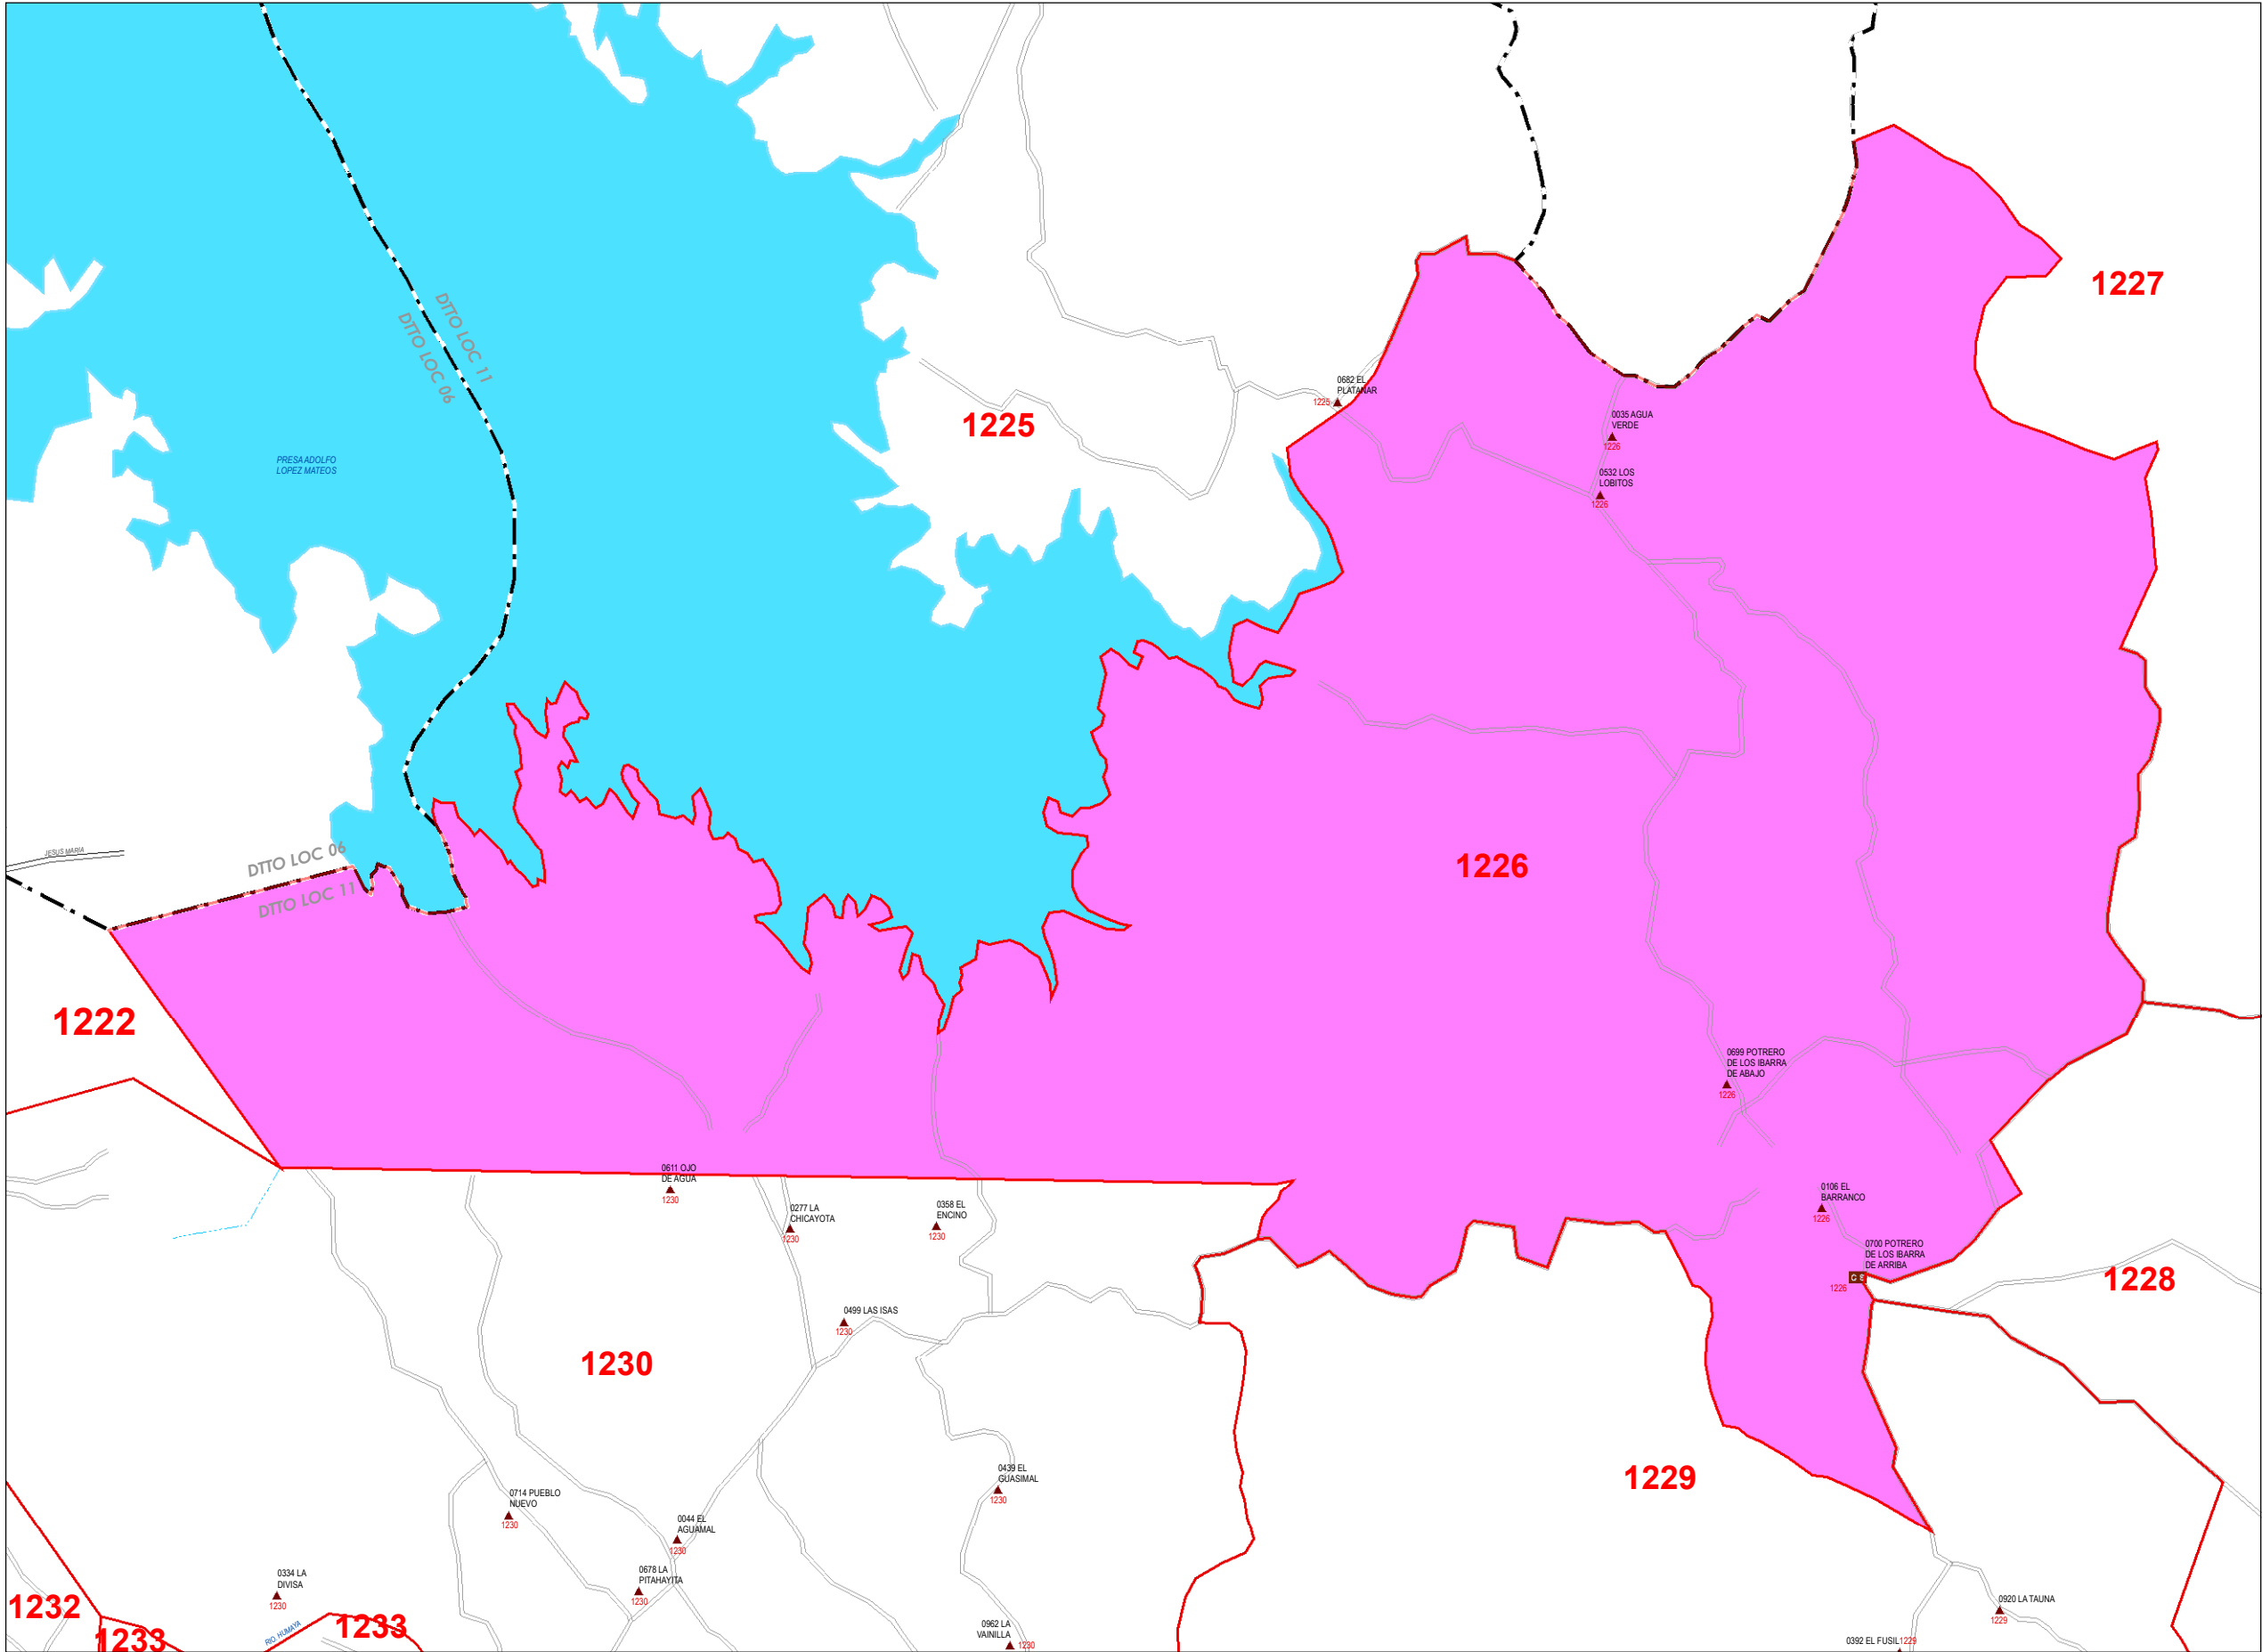 1227
DTTO LOC 11
DTTO LOC 06
0682 EL
PLATANAR
1225
0035 AGUA
VERDE
1226
1225
PRESA ADOLFO
LOPEZ MATEOS
0532 LOS
LOBITOS
1226
JESUS MARIA
DTTO LOC 06
DTTO LOC 11
1226
1222
0699 POTRERO
DE LOS IBARRA
DE ABAJO
1226
0611 OJO
DE AGUA
1230
0277 LA
CHICAYOTA
1230
0358 EL
ENCINO
1230
0106 EL
BARRANCO
1226
0700 POTRERO
DE LOS IBARRA
DE ARRIBA
1226
1228
0499 LAS ISAS
1230
1230
1229
0439 EL
GUASIMAL
1230
0714 PUEBLO
NUEVO
1230
0044 EL
AGUAMAL
1230
0334 LA
DIVISA
1230
0678 LA
PITAHAYITA
1230
1232
1233
RIO. HUMAYA
1233
0962 LA
VAINILLA
1230
0920 LA TAUNA
1229
0392 EL FUSIL 1229